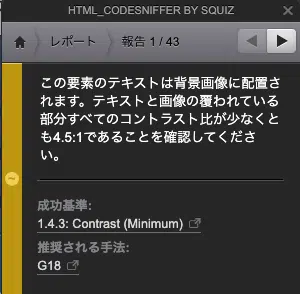 HTML_CODESNIFFER BY SQUIZ
レポート 報告 1 / 43
この要素のテキストは背景画像に配置
されます。テキストと画像の覆われている
部分すべてのコントラスト比が少なくと
も4.5:1であることを確認してくださ
い。
成功基準:
1.4.3: Contrast (Minimum)
推奨される手法:
G18